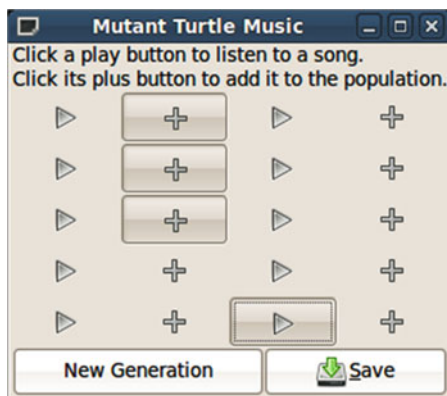 Mutant Turtle Music
Click a play button to listen to a song.
Click its plus button to add it to the population.
New Generation
Save